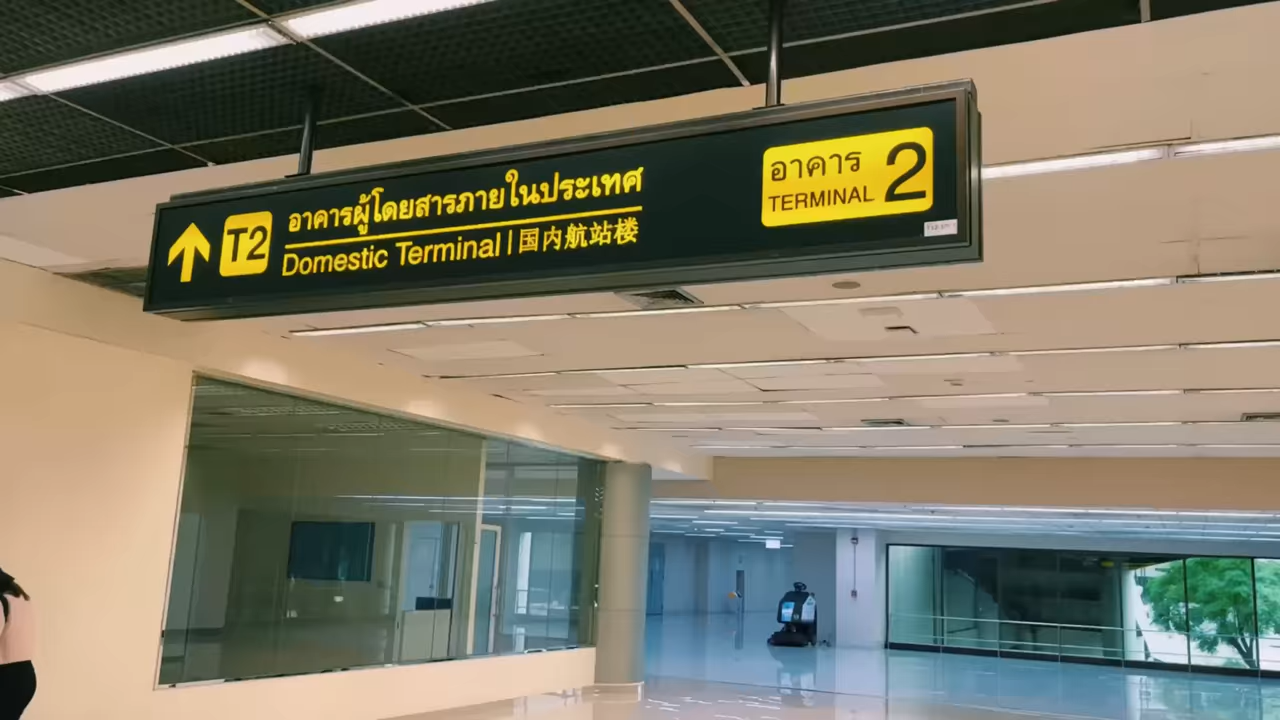 T2
อาคารผู้โดยสารภายในประเทศ
Domestic Terminal | 国内航站楼
อาคาร
TERMINAL 2